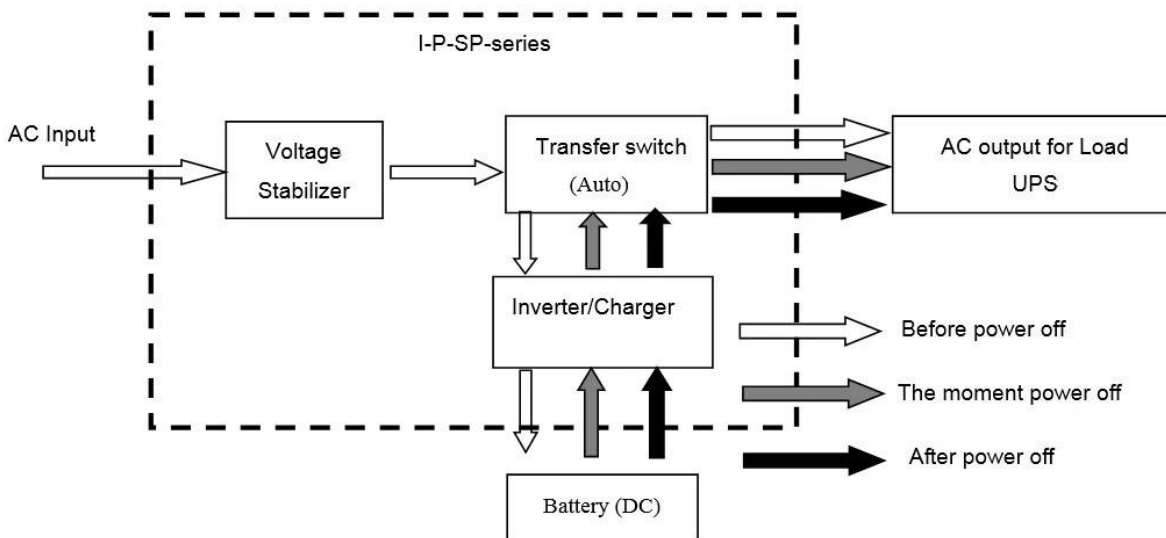 I-P-SP-series
AC Input
Voltage
Stabilizer
Transfer switch
(Auto)
AC output for Load
UPS
Inverter/Charger
Before power off
The moment power off
After power off
Battery (DC)